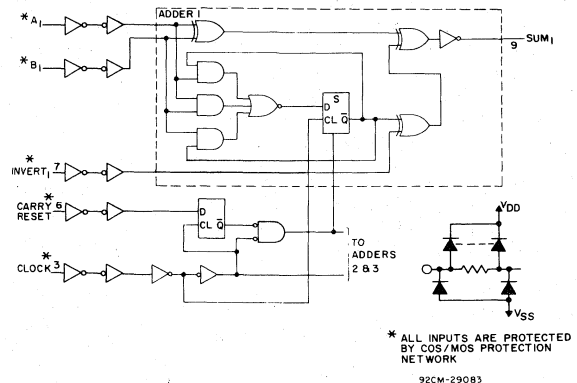 ADDER 1
*A1
*B1
9 SUM1
S
D
CL Q̅
*
INVERT1 7
*
CARRY 6
RESET
D
CL Q̅
*
CLOCK 3
TO
ADDERS
2 & 3
VDD
VSS
* ALL INPUTS ARE PROTECTED
BY COS/MOS PROTECTION
NETWORK
92CM-29083